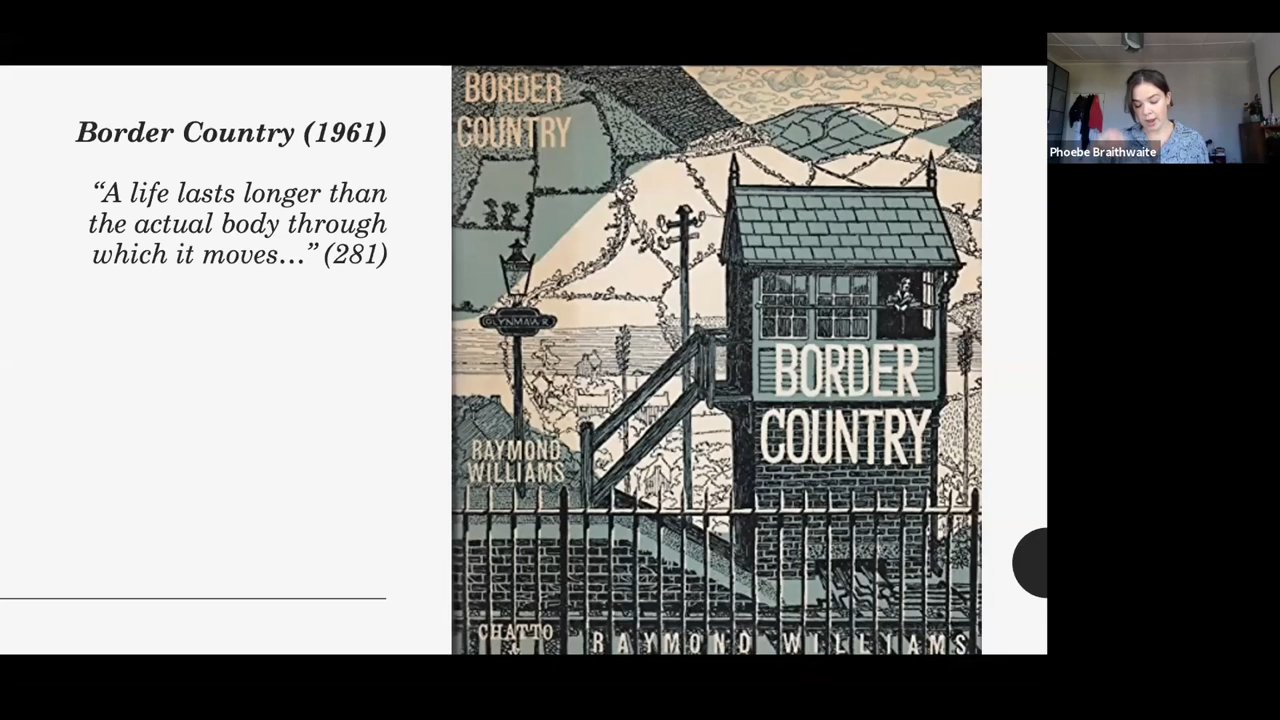 Border Country (1961)
“A life lasts longer than
the actual body through
which it moves…” (281)
BORDER
COUNTRY
GLYNMAWR
RAYMOND
WILLIAMS
BORDER
COUNTRY
CHATTO
&
RAYMOND WILLIAMS
Phoebe Braithwaite